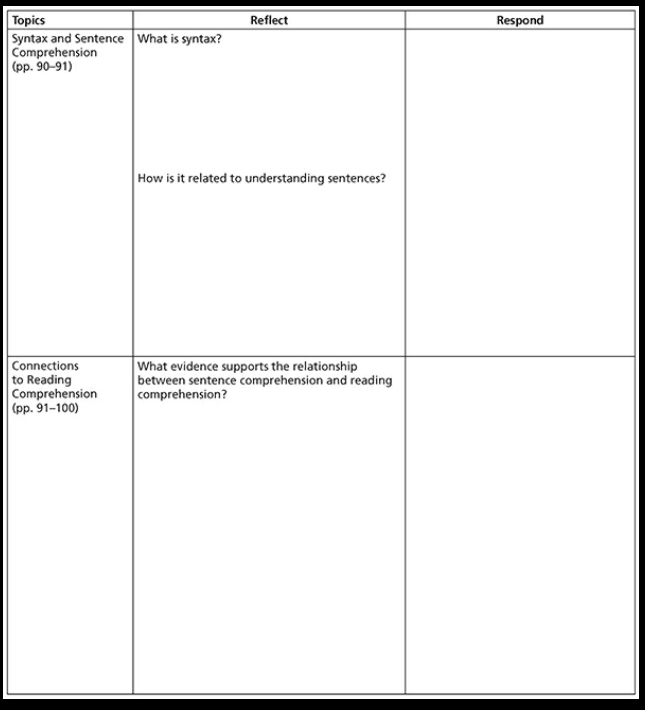 Topics
Reflect
Respond
Syntax and Sentence
Comprehension
(pp. 90–91)
What is syntax?
How is it related to understanding sentences?
Connections
to Reading
Comprehension
(pp. 91–100)
What evidence supports the relationship
between sentence comprehension and reading
comprehension?